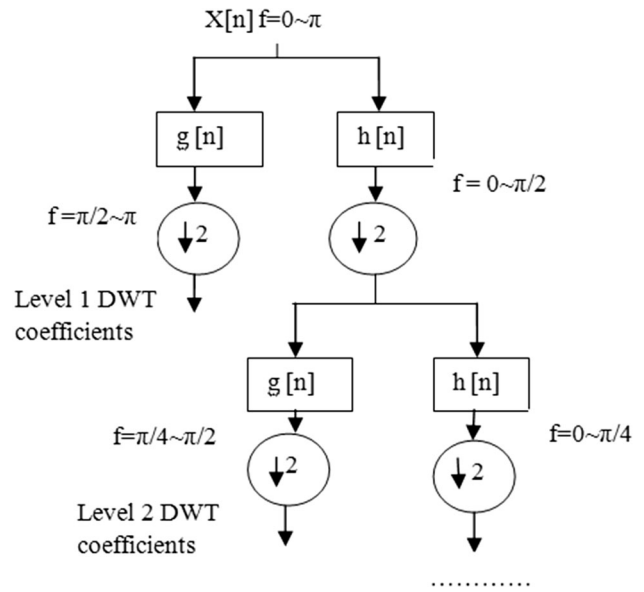 X[n] f=0~π
g[n]
h[n]
f = 0~π/2
f=π/2~π
↓2
↓2
Level 1 DWT
coefficients
g[n]
h[n]
f=π/4~π/2
f=0~π/4
↓2
↓2
Level 2 DWT
coefficients
............